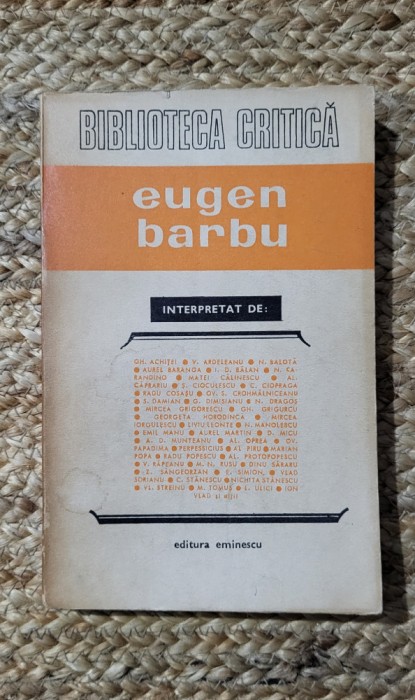 BIBLIOTECA CRITICĂ
eugen
barbu
INTERPRETAT DE:
GH. ACHIȚEI ● V. ARDELEANU ● N. BALOTĂ
● AUREL BARANGA ● I. D. BĂLAN ● N. CA-
RANDINO ● MATEI CĂLINESCU ● AL.
CĂPRARIU ● Ș. CIOCULESCU ● C. CIOPRAGA
● RADU COSAȘU ● OV. S. CROHMĂLNICEANU
● S. DAMIAN ● G. DIMISIANU ● N. DRAGOȘ
● MIRCEA GRIGORESCU ● GH. GRIGURCU
● GEORGETA HORODINCĂ ● MIRCEA
IORGULESCU ● LIVIU LEONTE ● N. MANOLESCU
● EMIL MANU ● AUREL MARTIN ● D. MICU
● A. D. MUNTEANU ● AL. OPREA ● OV.
PAPADIMA ● PERPESSICIUS ● AL. PIRU ● MARIAN
POPA ● RADU POPESCU ● AL. PROTOPOPESCU
● V. RÂPEANU ● M. N. RUSU ● DINU SĂRARU
● Z. SÂNGEORZAN ● E. SIMION ● VLAD
SORIANU ● C. STĂNESCU ● NICHITA STĂNESCU
● VL. STREINU ● M. TOMUȘ ● L. ULICI ● ION
VLAD și alții
editura eminescu